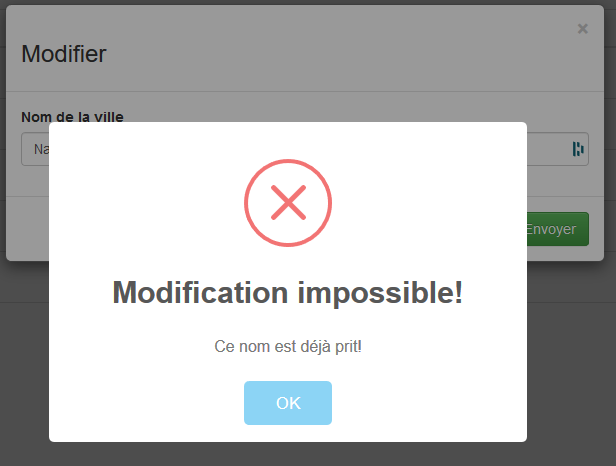 ×
Modifier
Nom de la ville
Na
Envoyer
Modification impossible!
Ce nom est déjà prit!
OK